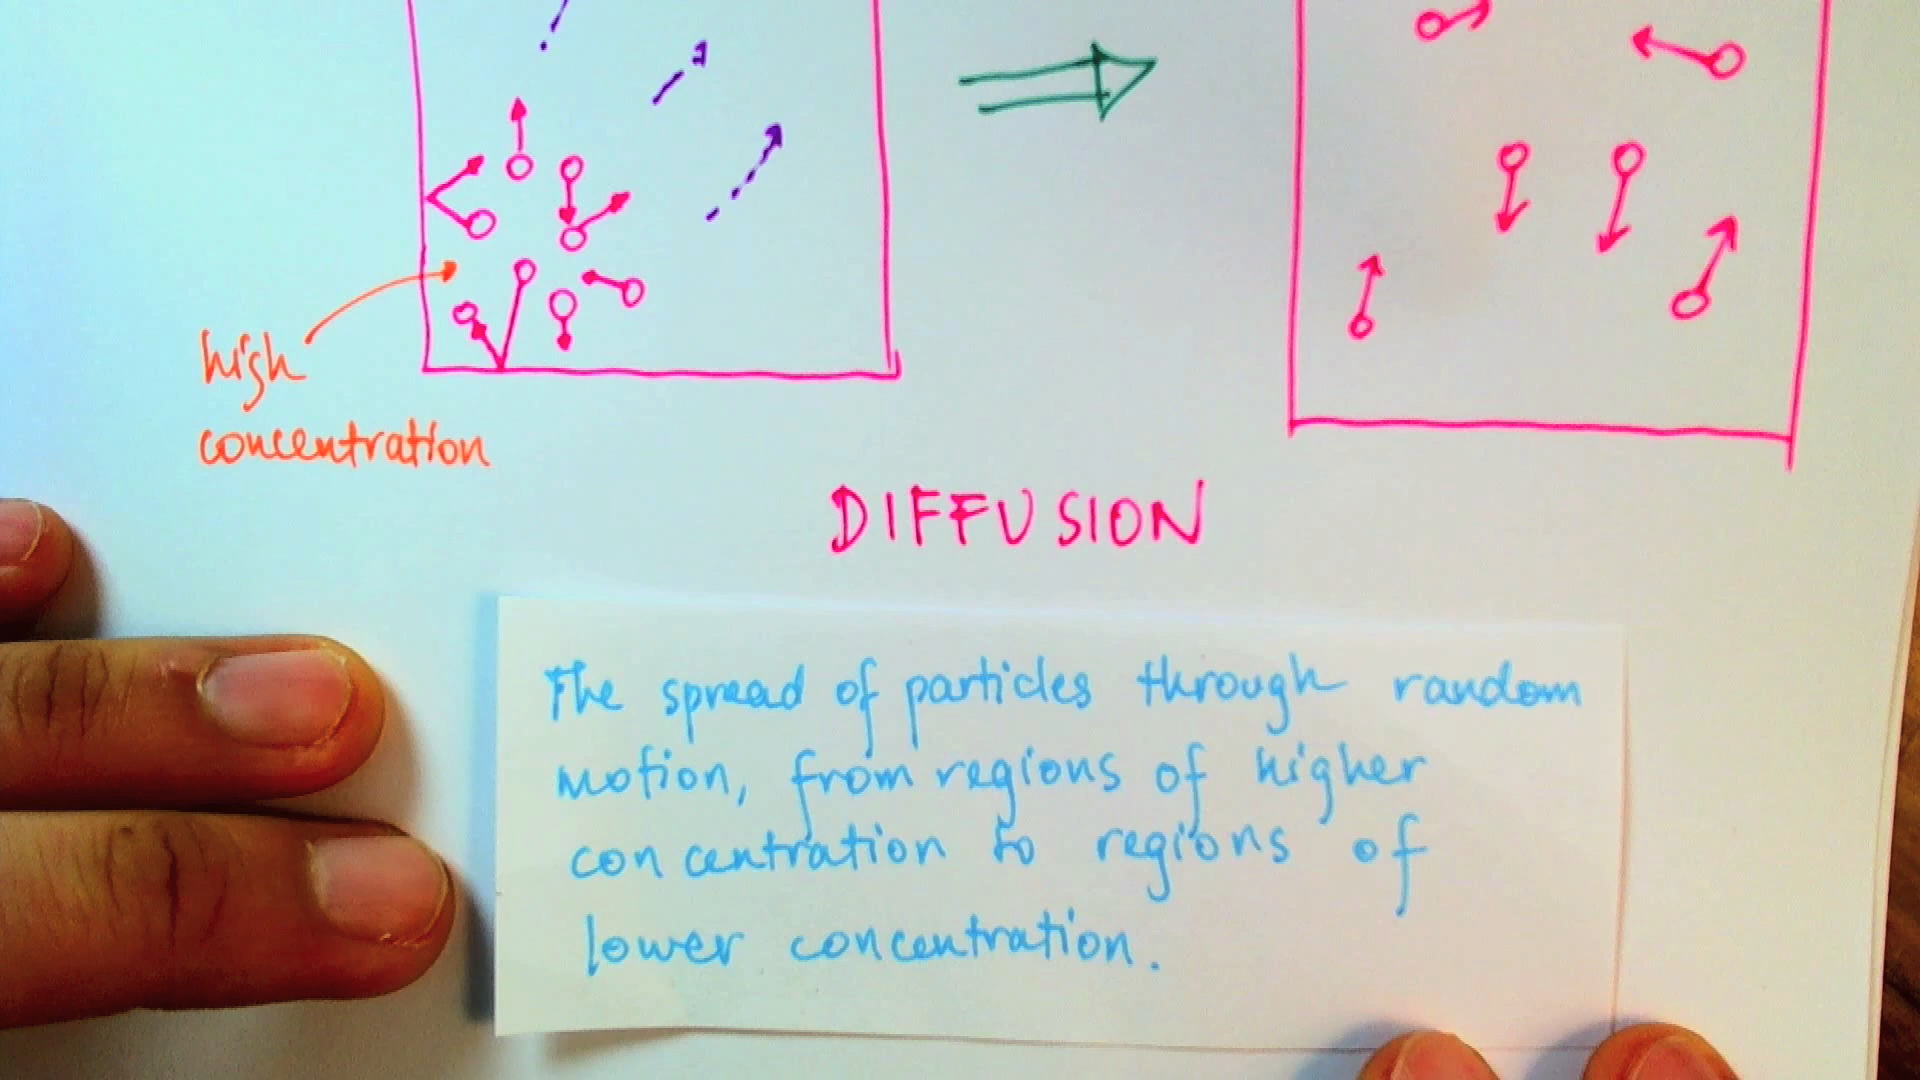 high
concentration
DIFFUSION
The spread of particles through random
motion, from regions of higher
concentration to regions of
lower concentration.